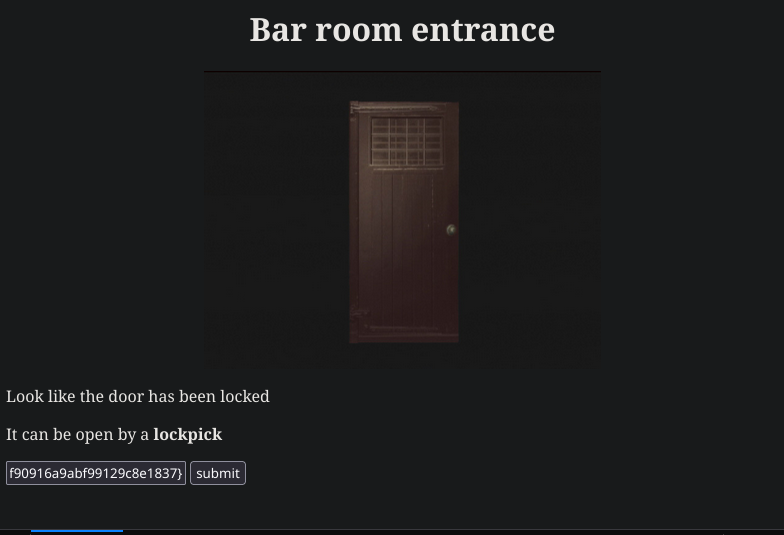 Bar room entrance
Look like the door has been locked
It can be open by a lockpick
f90916a9abf99129c8e1837} submit